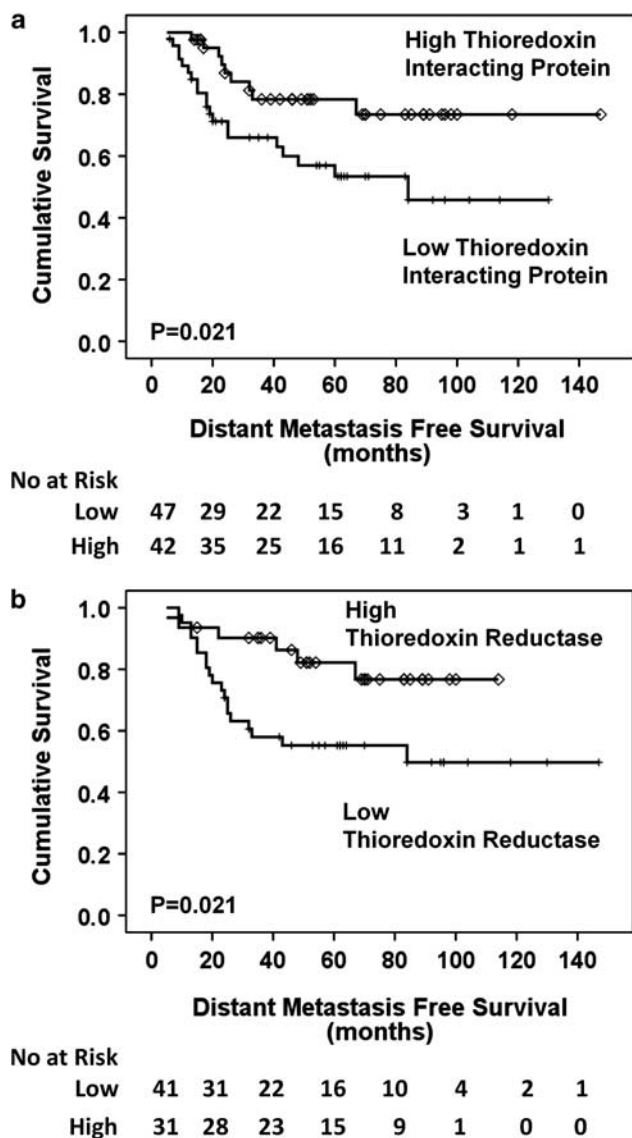 a
High Thioredoxin
Interacting Protein
Low Thioredoxin
Interacting Protein
P=0.021
Cumulative Survival
1.0
0.8
0.6
0.4
0.2
0.0
0 20 40 60 80 100 120 140
Distant Metastasis Free Survival
(months)
No at Risk
Low 47 29 22 15 8 3 1 0
High 42 35 25 16 11 2 1 1
b
High
Thioredoxin Reductase
Low
Thioredoxin Reductase
P=0.021
Cumulative Survival
1.0
0.8
0.6
0.4
0.2
0.0
0 20 40 60 80 100 120 140
Distant Metastasis Free Survival
(months)
No at Risk
Low 41 31 22 16 10 4 2 1
High 31 28 23 15 9 1 0 0